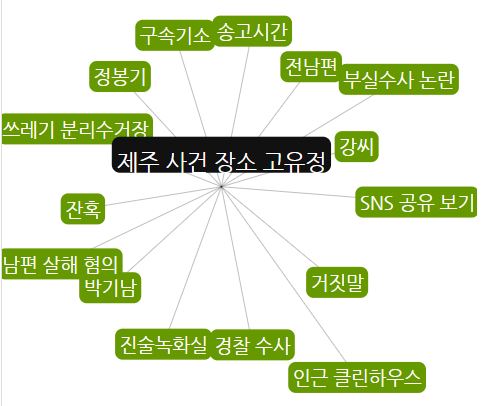 구속기소
송고시간
전남편
정봉기
부실수사 논란
쓰레기 분리수거장
제주 사건 장소 고유정
강씨
잔혹
SNS 공유 보기
남편 살해 혐의
박기남
거짓말
진술녹화실
경찰 수사
인근 클린하우스